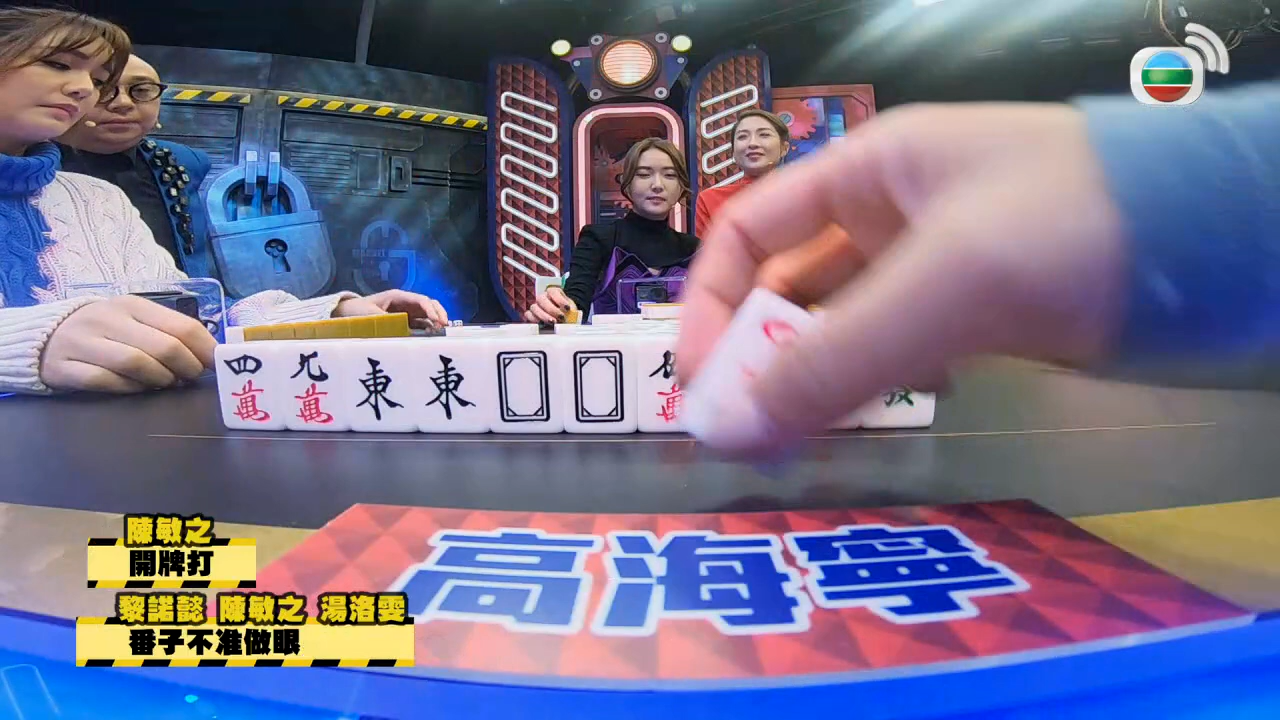 四 九 東 東
萬 萬
發
陳敏之
開牌打
黎諾懿 陳敏之 湯洛雯
番子不准做眼
高海寧